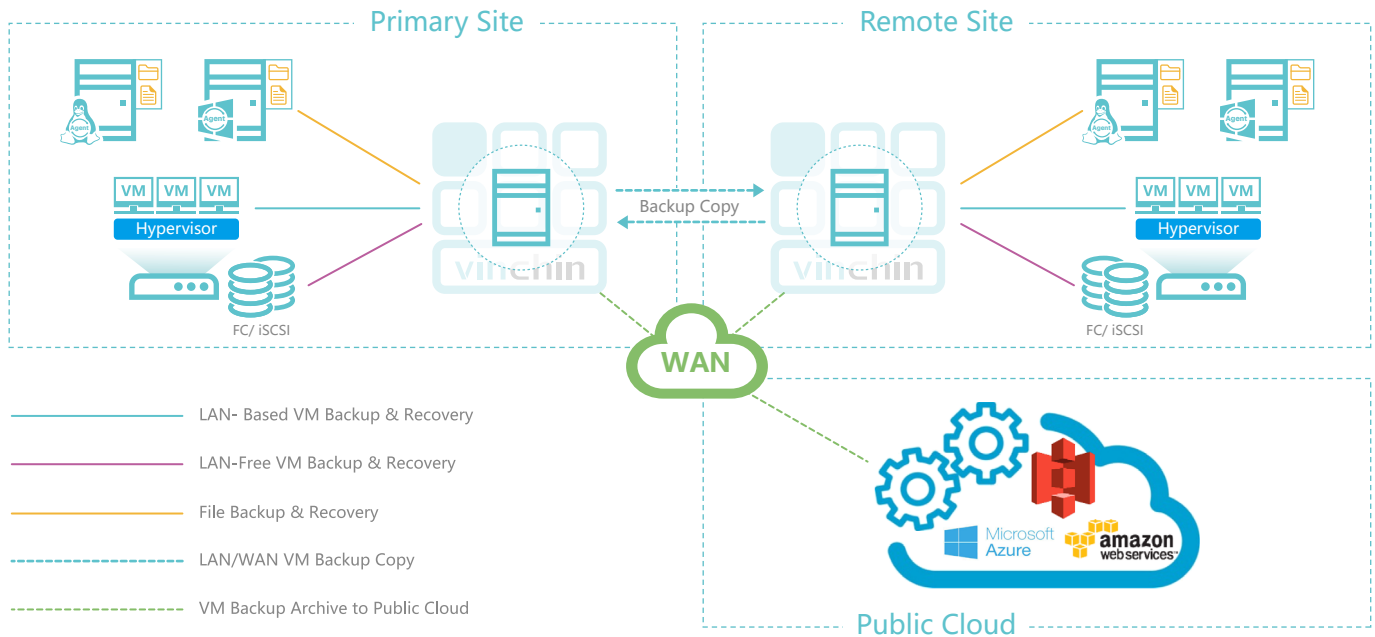 Primary Site
Remote Site
Agent
Agent
Agent
Agent
VM VM VM
VM VM VM
Backup Copy
Hypervisor
Hypervisor
vinchin
vinchin
FC/ iSCSI
FC/ iSCSI
WAN
LAN- Based VM Backup & Recovery
LAN-Free VM Backup & Recovery
File Backup & Recovery
LAN/WAN VM Backup Copy
VM Backup Archive to Public Cloud
Microsoft
Azure
amazon
web services™
Public Cloud